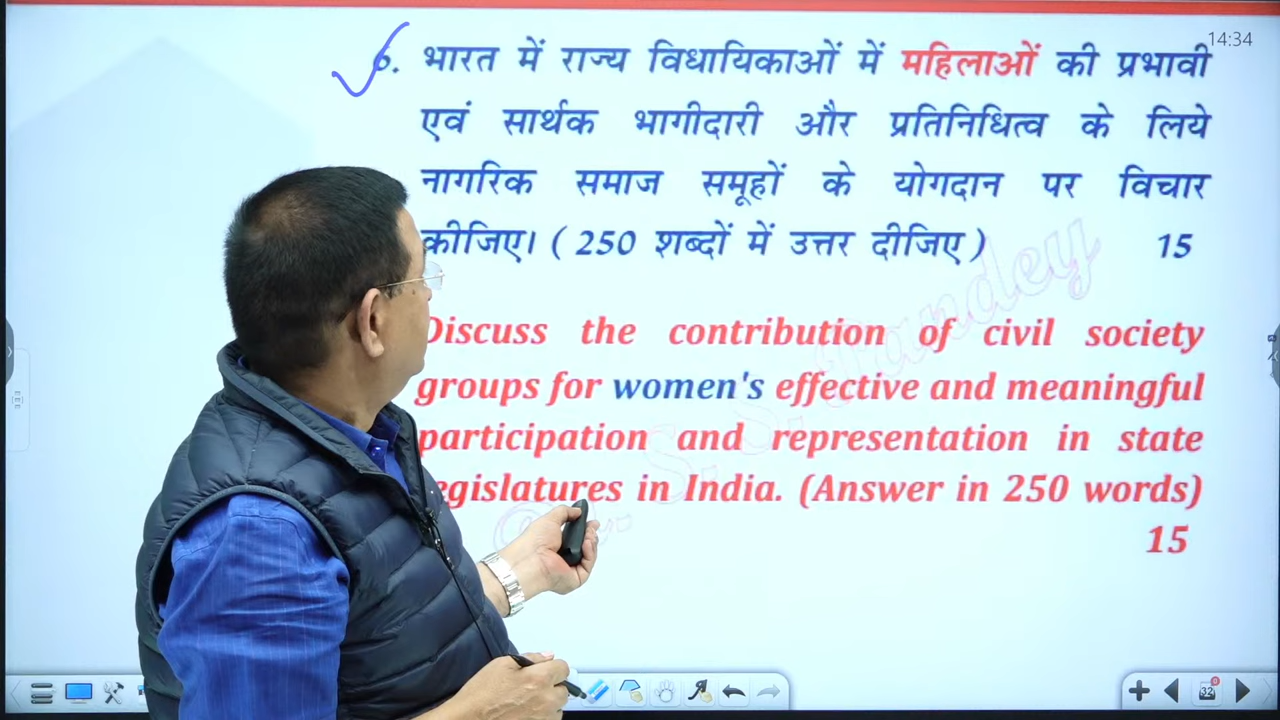 14:34
6. भारत में राज्य विधायिकाओं में महिलाओं की प्रभावी
एवं सार्थक भागीदारी और प्रतिनिधित्व के लिये
नागरिक समाज समूहों के योगदान पर विचार
कीजिए। ( 250 शब्दों में उत्तर दीजिए ) 15
Discuss the contribution of civil society
groups for women's effective and meaningful
participation and representation in state
legislatures in India. (Answer in 250 words)
15
S. S. Pandey
32